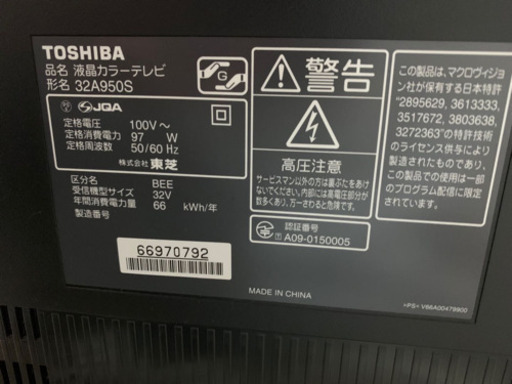 TOSHIBA
品名 液晶カラーテレビ
形名 32A950S
G
JQA
定格電圧 100V～
定格消費電力 97 W
定格周波数 50/60 Hz
株式会社 東芝
区分名 BEE
受信機型サイズ 32V
年間消費電力量 66 kWh/年
製造番号
66970792
警告
高圧注意
サービスマン以外の方は裏ぶたをあけ
ないでください。内部には高電圧部分が
数多くあり、万一さわると危険です。
認証番号
A09-0150005
MADE IN CHINA
この製品は、マクロヴィジョ
ン社が保有する日本特許
"2895629、3613333、
3517672、3803638、
3272363"の特許技術
のライセンス供与により
製造されたものであり、
この製品での使用は一部
のプログラム配信に限定
されています。
>PS< V66A00479900